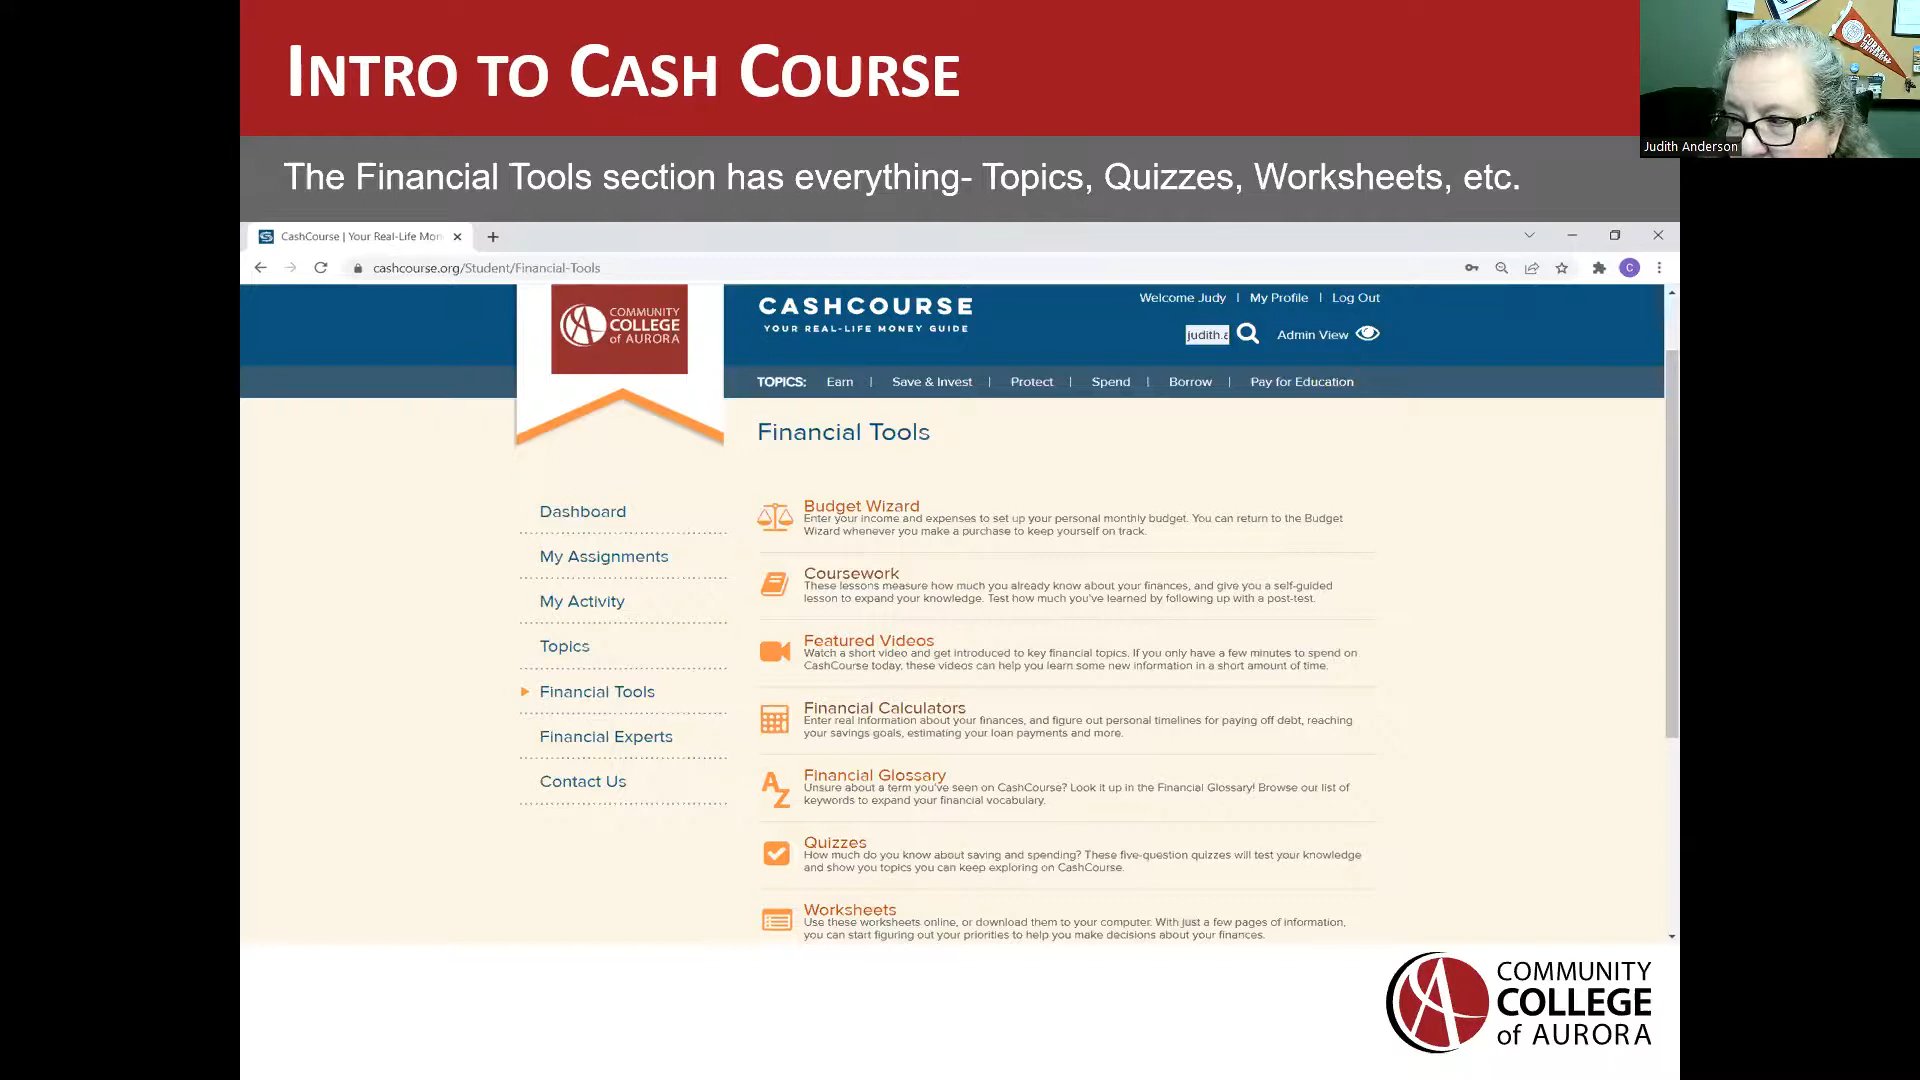 INTRO TO CASH COURSE
The Financial Tools section has everything- Topics, Quizzes, Worksheets, etc.
CORNELL
UNIVERSITY
Judith Anderson
CashCourse | Your Real-Life Mon
cashcourse.org/Student/Financial-Tools
C
COMMUNITY
COLLEGE
of AURORA
CASHCOURSE
YOUR REAL-LIFE MONEY GUIDE
Welcome Judy | My Profile | Log Out
judith.a
Admin View
TOPICS: Earn | Save & Invest | Protect | Spend | Borrow | Pay for Education
Financial Tools
Dashboard
My Assignments
My Activity
Topics
Financial Tools
Financial Experts
Contact Us
Budget Wizard
Enter your income and expenses to set up your personal monthly budget. You can return to the Budget
Wizard whenever you make a purchase to keep yourself on track.
Coursework
These lessons measure how much you already know about your finances, and give you a self-guided
lesson to expand your knowledge. Test how much you've learned by following up with a post-test.
Featured Videos
Watch a short video and get introduced to key financial topics. If you only have a few minutes to spend on
CashCourse today, these videos can help you learn some new information in a short amount of time.
Financial Calculators
Enter real information about your finances, and figure out personal timelines for paying off debt, reaching
your savings goals, estimating your loan payments and more.
AZ
Financial Glossary
Unsure about a term you've seen on CashCourse? Look it up in the Financial Glossary! Browse our list of
keywords to expand your financial vocabulary.
Quizzes
How much do you know about saving and spending? These five-question quizzes will test your knowledge
and show you topics you can keep exploring on CashCourse.
Worksheets
Use these worksheets online, or download them to your computer. With just a few pages of information,
you can start figuring out your priorities to help you make decisions about your finances.
COMMUNITY
COLLEGE
of AURORA